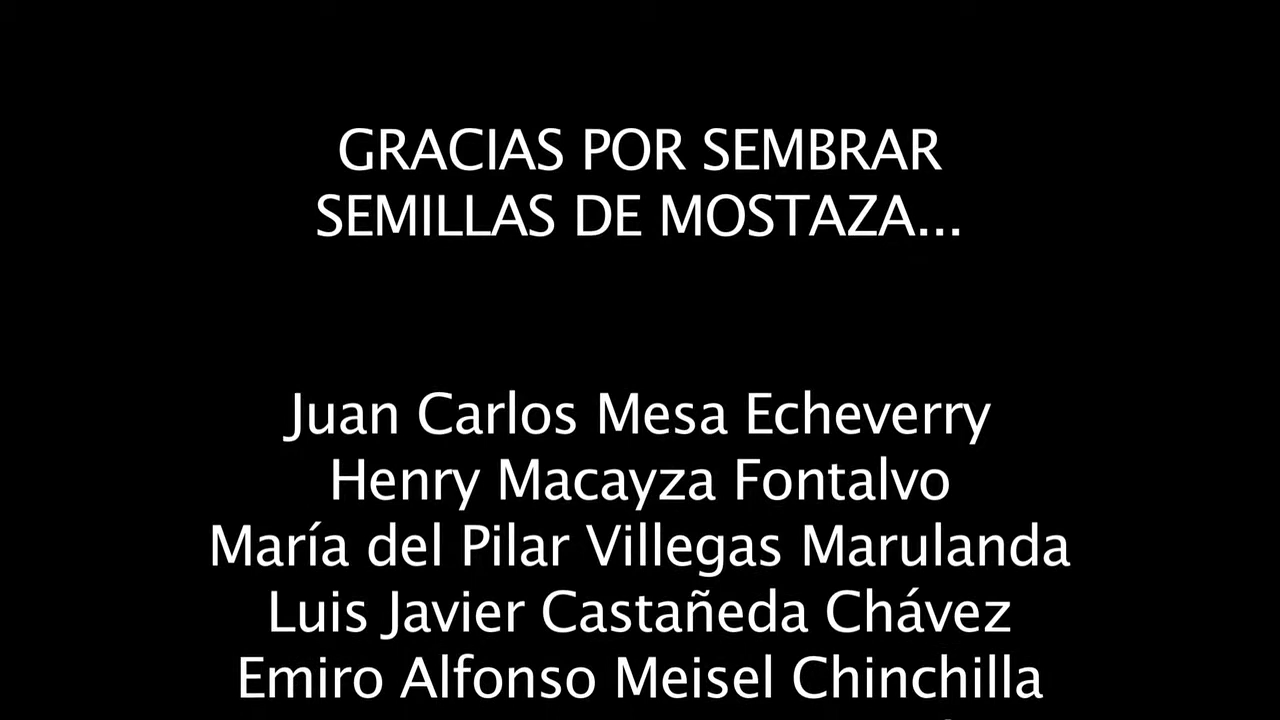 GRACIAS POR SEMBRAR
SEMILLAS DE MOSTAZA...
Juan Carlos Mesa Echeverry
Henry Macayza Fontalvo
María del Pilar Villegas Marulanda
Luis Javier Castañeda Chávez
Emiro Alfonso Meisel Chinchilla